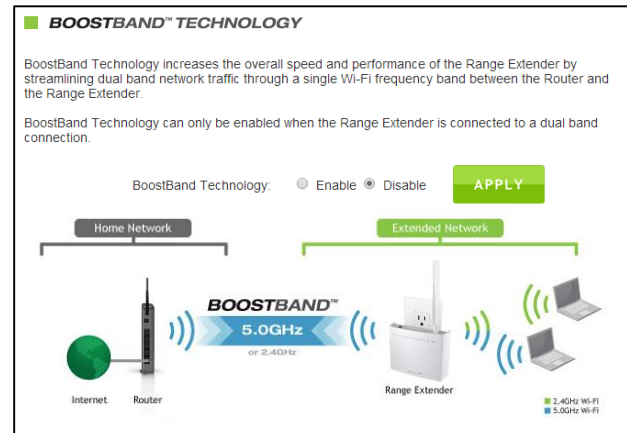 BOOSTBAND™ TECHNOLOGY
BoostBand Technology increases the overall speed and performance of the Range Extender by
streamlining dual band network traffic through a single Wi-Fi frequency band between the Router and
the Range Extender.
BoostBand Technology can only be enabled when the Range Extender is connected to a dual band
connection.
BoostBand Technology: Enable Disable APPLY
Home Network Extended Network
BOOSTBAND™
5.0GHz
or 2.4GHz
Internet Router Range Extender
2.4GHz Wi-Fi
5.0GHz Wi-Fi